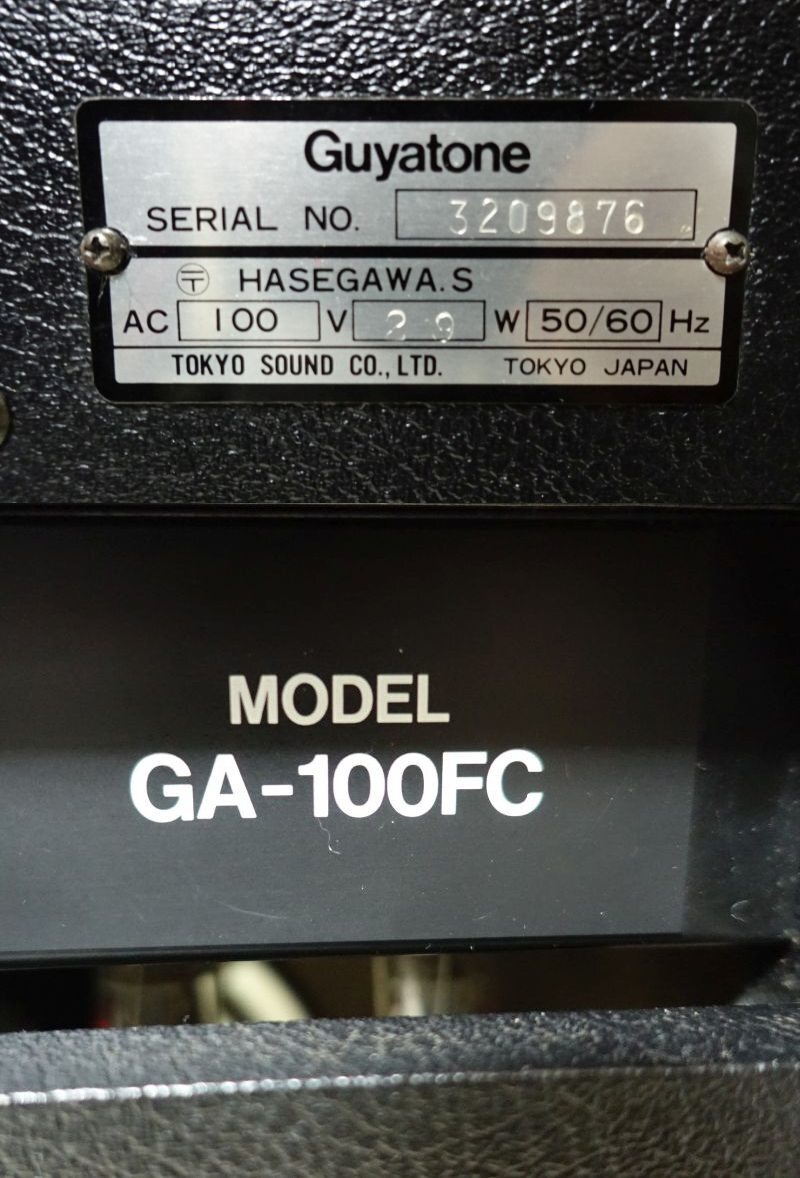 Guyatone
SERIAL NO. 3209876
〶 HASEGAWA.S
AC 100 V 29 W 50/60 Hz
TOKYO SOUND CO., LTD. TOKYO JAPAN
MODEL
GA-100FC